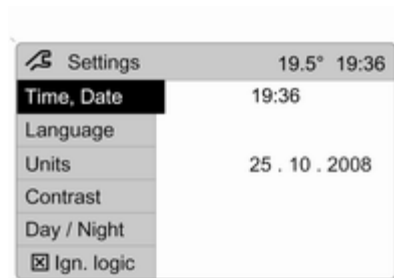 Settings 19.5° 19:36
Time, Date 19:36
Language
Units 25 . 10 . 2008
Contrast
Day / Night
Ign. logic